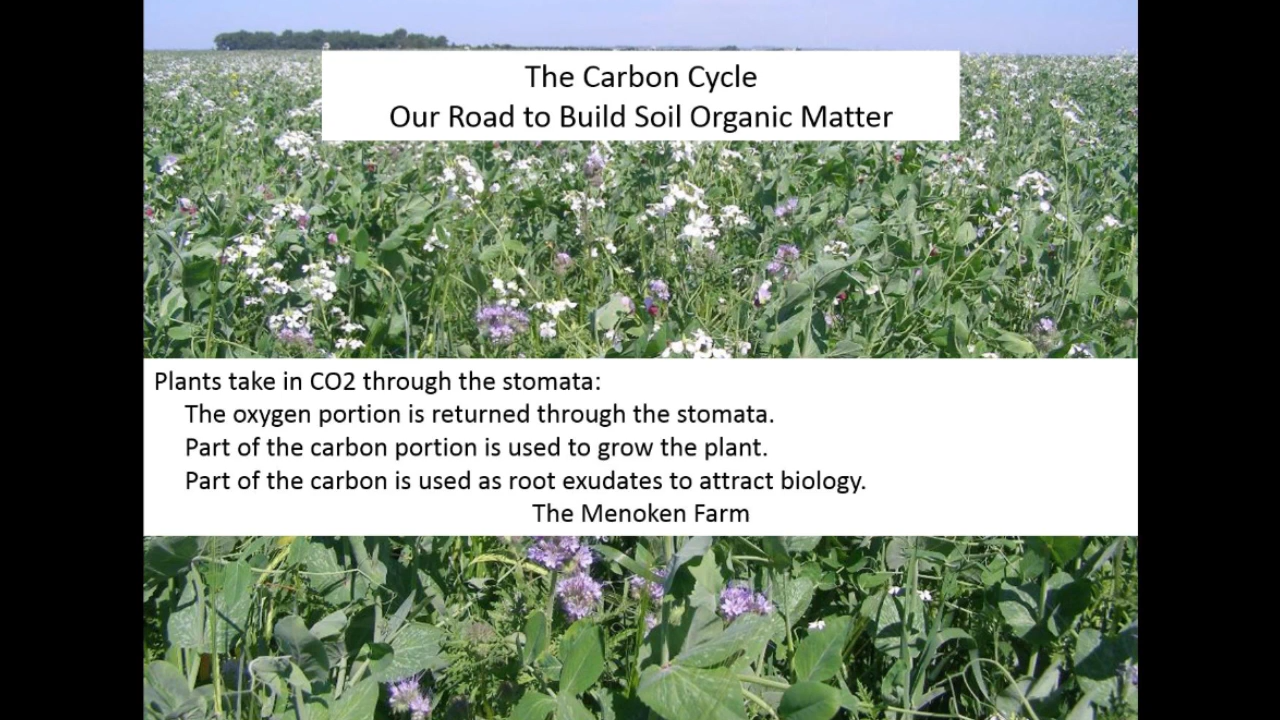 The Carbon Cycle
Our Road to Build Soil Organic Matter
Plants take in CO2 through the stomata:
The oxygen portion is returned through the stomata.
Part of the carbon portion is used to grow the plant.
Part of the carbon is used as root exudates to attract biology.
The Menoken Farm